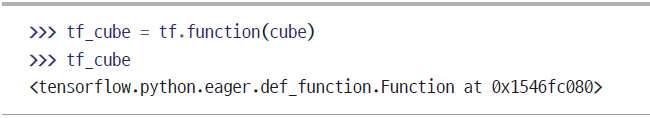 >>> tf_cube = tf.function(cube)
>>> tf_cube
<tensorflow.python.eager.def_function.Function at 0x1546fc080>